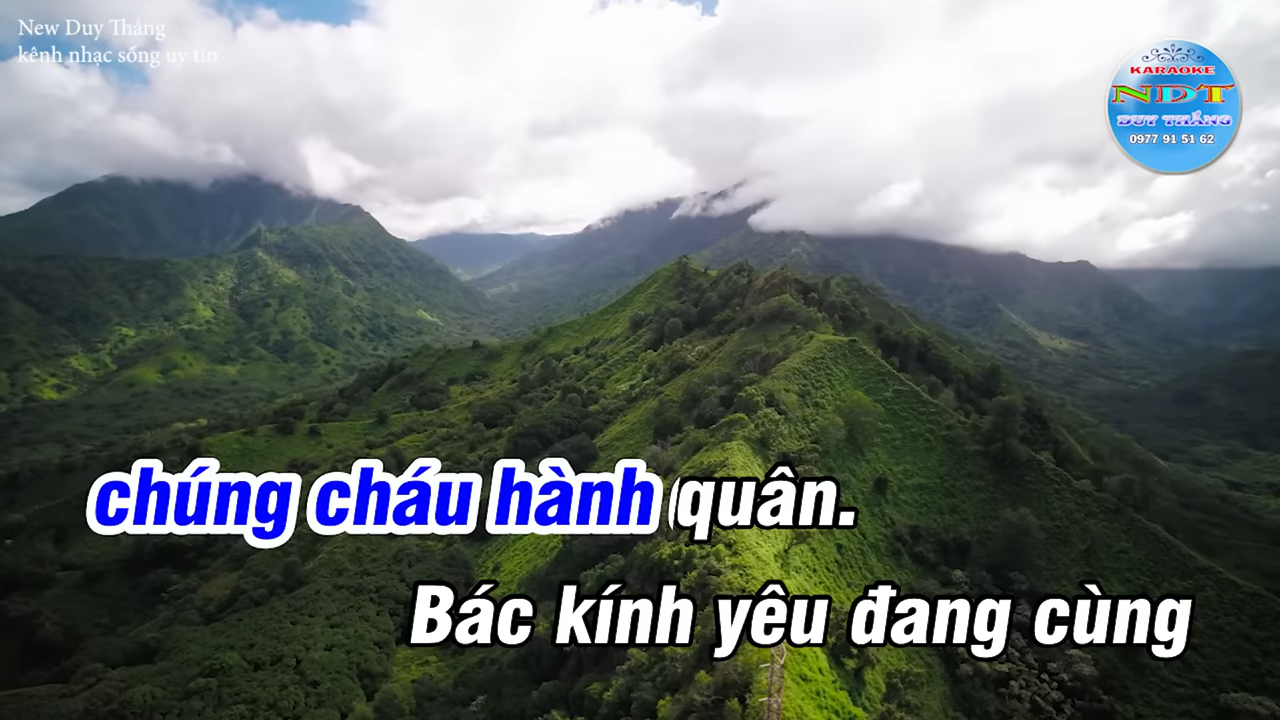 New Duy Thắng
kênh nhạc sống uy tín
KARAOKE
NDT
DUY THẮNG
0977 91 51 62
chúng cháu hành quân.
Bác kính yêu đang cùng